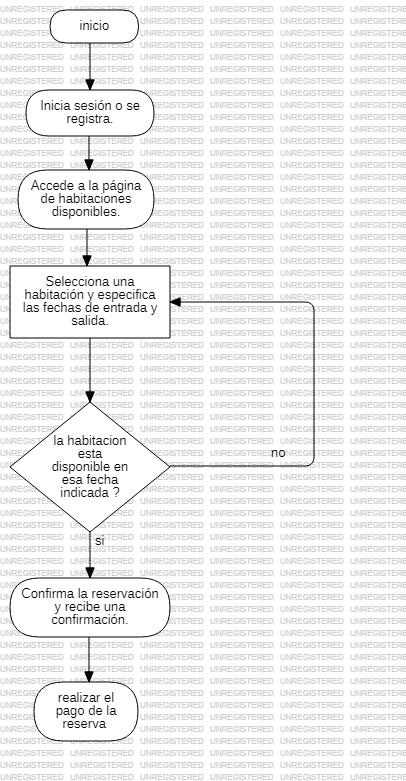 inicio
Inicia sesión o se
registra.
Accede a la página
de habitaciones
disponibles.
Selecciona una
habitación y especifica
las fechas de entrada y
salida.
la habitacion
esta
disponible en
esa fecha
indicada ?
no
si
Confirma la reservación
y recibe una
confirmación.
realizar el
pago de la
reserva
UNREGISTERED